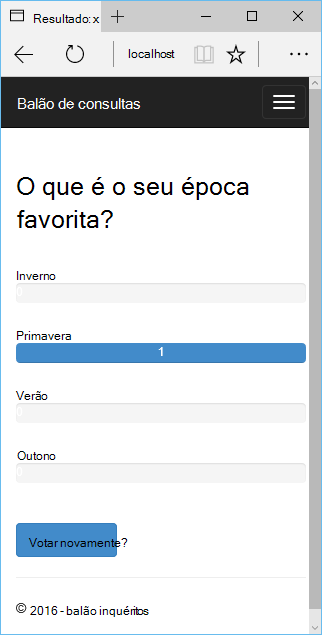 Resultado: x
localhost
Balão de consultas
O que é o seu época
favorita?
Inverno
0
Primavera
1
Verão
0
Outono
0
Votar novamente?
© 2016 - balão inquéritos